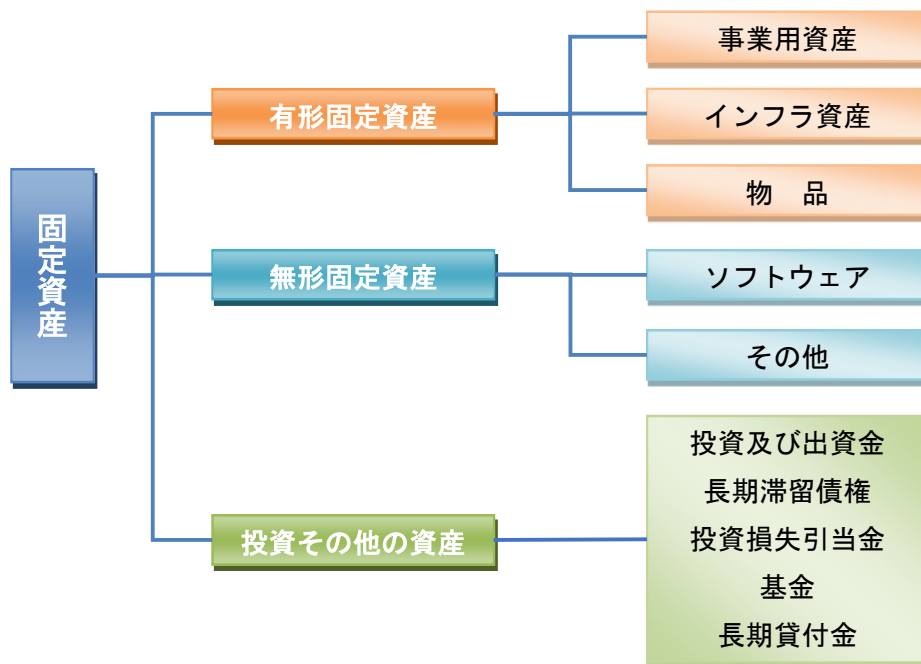 固定資産
有形固定資産
事業用資産
インフラ資産
物　品
無形固定資産
ソフトウェア
その他
投資その他の資産
投資及び出資金
長期滞留債権
投資損失引当金
基金
長期貸付金